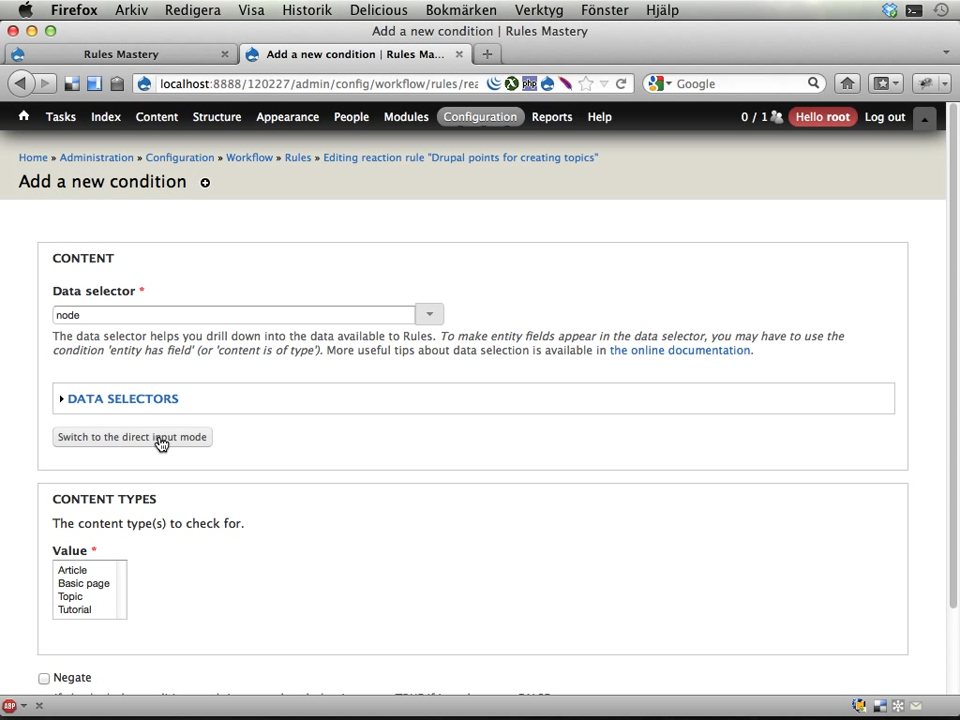 Firefox Arkiv Redigera Visa Historik Delicious Bokmärken Verktyg Fönster Hjälp
Add a new condition | Rules Mastery
Rules Mastery Add a new condition | Rules Ma...
localhost:8888/120227/admin/config/workflow/rules/rea php Google
Tasks Index Content Structure Appearance People Modules Configuration Reports Help 0 / 1 Hello root Log out
Home » Administration » Configuration » Workflow » Rules » Editing reaction rule "Drupal points for creating topics"
Add a new condition
CONTENT
Data selector *
node
The data selector helps you drill down into the data available to Rules. To make entity fields appear in the data selector, you may have to use the
condition 'entity has field' (or 'content is of type'). More useful tips about data selection is available in the online documentation.
DATA SELECTORS
Switch to the direct input mode
CONTENT TYPES
The content type(s) to check for.
Value *
Article
Basic page
Topic
Tutorial
Negate
ABP